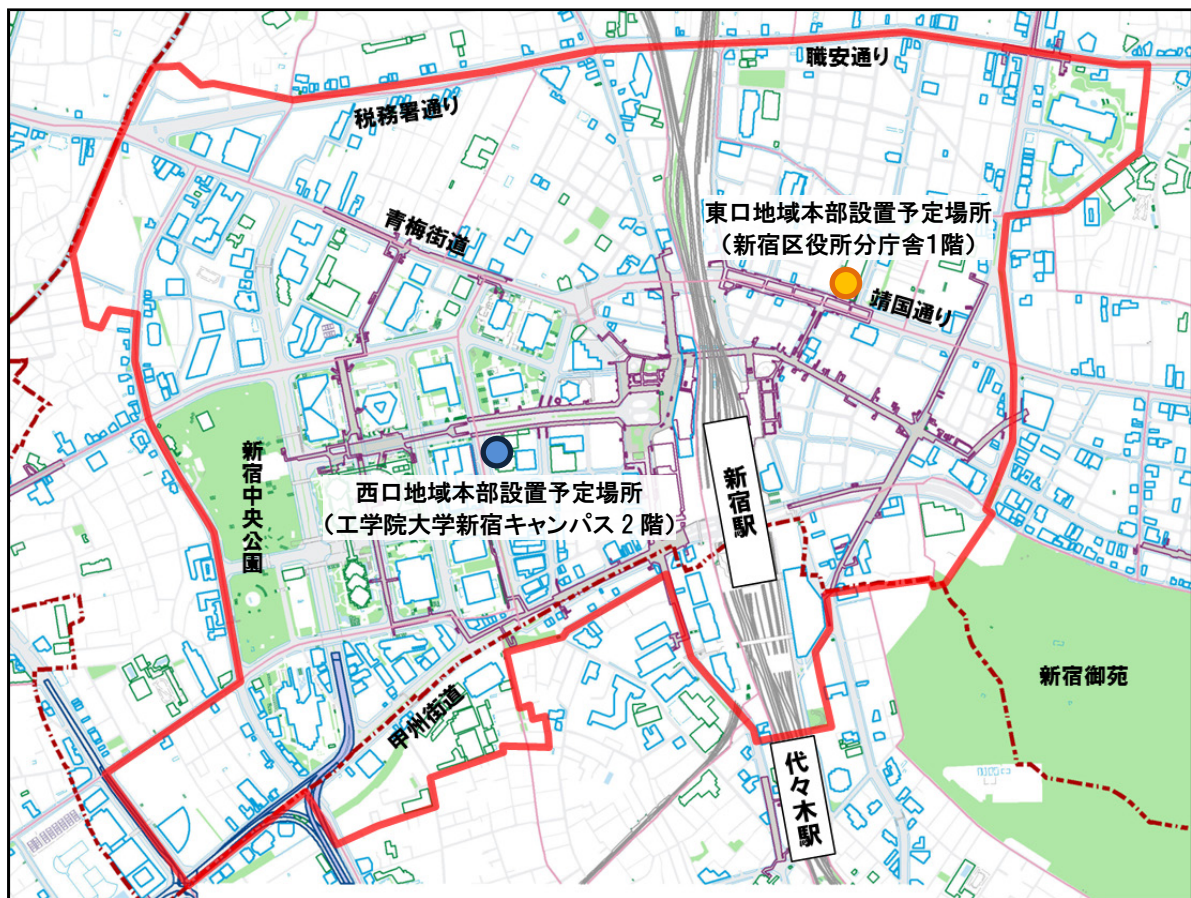 職安通り
税務署通り
東口地域本部設置予定場所
（新宿区役所分庁舎1階）
青梅街道
靖国通り
新宿中央公園
西口地域本部設置予定場所
（工学院大学新宿キャンパス２階）
新宿駅
甲州街道
新宿御苑
代々木駅